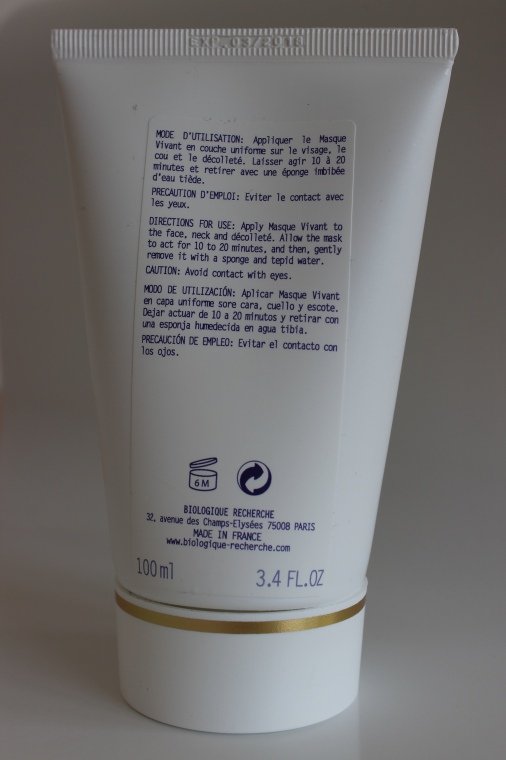 EXP. 03/2018
MODE D'UTILISATION: Appliquer le Masque
Vivant en couche uniforme sur le visage, le
cou et le décolleté. Laisser agir 10 à 20
minutes et retirer avec une éponge imbibée
d'eau tiède.
PRECAUTION D'EMPLOI: Eviter le contact avec
les yeux.
DIRECTIONS FOR USE: Apply Masque Vivant to
the face, neck and décolleté. Allow the mask
to act for 10 to 20 minutes, and then, gently
remove it with a sponge and tepid water.
CAUTION: Avoid contact with eyes.
MODO DE UTILIZACIÓN: Aplicar Masque Vivant
en capa uniforme sore cara, cuello y escote.
Dejar actuar de 10 a 20 minutos y retirar con
una esponja humedecida en agua tibia.
PRECAUCIÓN DE EMPLEO: Evitar el contacto con
los ojos.
6 M
BIOLOGIQUE RECHERCHE
32, avenue des Champs-Elysées 75008 PARIS
MADE IN FRANCE
www.biologique-recherche.com
100 ml 3.4 FL.OZ